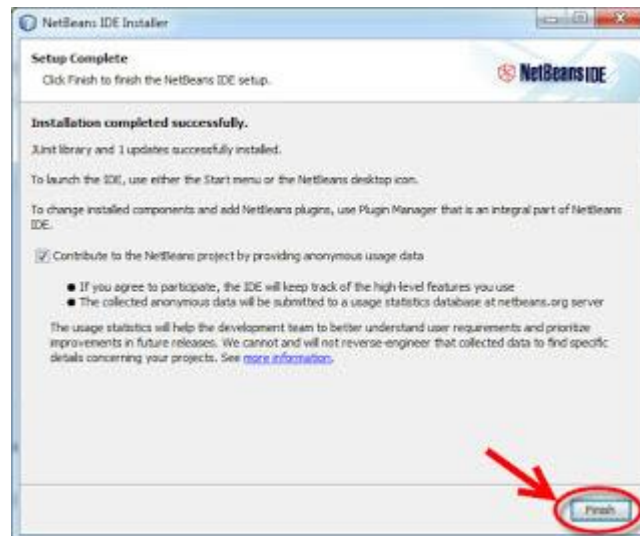 NetBeans IDE Installer
Setup Complete
Click Finish to finish the NetBeans IDE setup.
NetBeans IDE
Installation completed successfully.
JUnit library and 1 updates successfully installed.
To launch the IDE, use either the Start menu or the NetBeans desktop icon.
To change installed components and add NetBeans plugins, use Plugin Manager that is an integral part of NetBeans
IDE.
Contribute to the NetBeans project by providing anonymous usage data
● If you agree to participate, the IDE will keep track of the high-level features you use
● The collected anonymous data will be submitted to a usage statistics database at netbeans.org server
The usage statistics will help the development team to better understand user requirements and prioritize
improvements in future releases. We cannot and will not reverse-engineer that collected data to find specific
details concerning your projects. See more information.
Finish